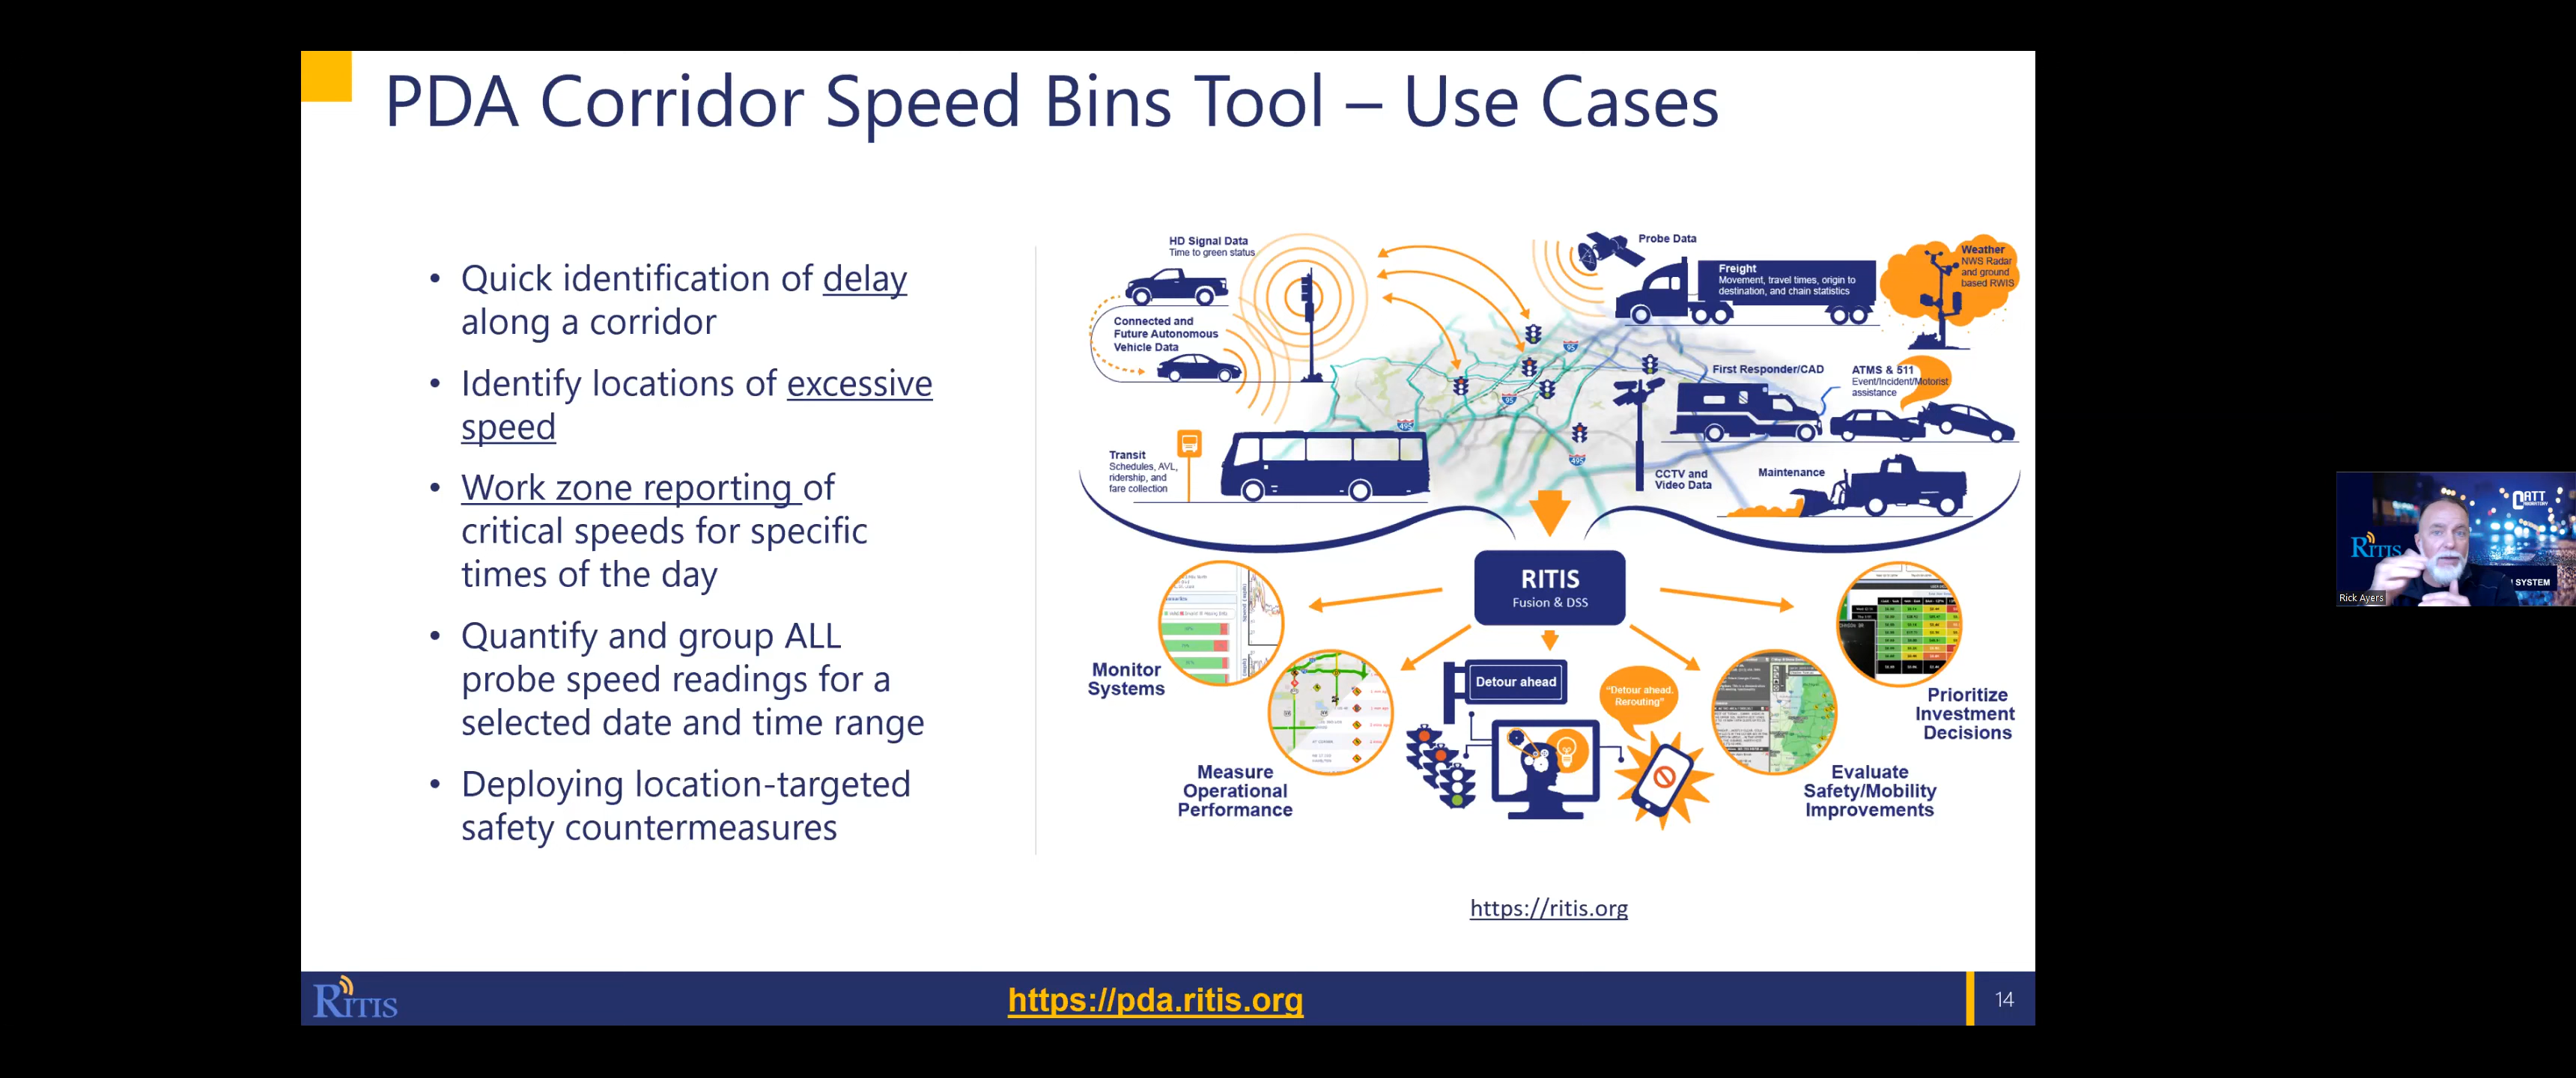 PDA Corridor Speed Bins Tool – Use Cases
• Quick identification of delay
along a corridor
• Identify locations of excessive
speed
• Work zone reporting of
critical speeds for specific
times of the day
• Quantify and group ALL
probe speed readings for a
selected date and time range
• Deploying location-targeted
safety countermeasures
HD Signal Data
Time to green status
Connected and
Future Autonomous
Vehicle Data
Transit
Schedules, AVL,
ridership, and
fare collection
Probe Data
Freight
Movement, travel times, origin to
destination, and chain statistics
Weather
NWS Radar
and ground
based RWIS
First Responder/CAD
ATMS & 511
Event/Incident/Motorist
assistance
CCTV and
Video Data
Maintenance
95
95
495
495
RITIS
Fusion & DSS
Monitor
Systems
Measure
Operational
Performance
Detour ahead
"Detour ahead.
Rerouting"
Evaluate
Safety/Mobility
Improvements
Prioritize
Investment
Decisions
https://ritis.org
RITIS
https://pda.ritis.org
14
CATT
LABORATORY
RITIS
SYSTEM
Rick Ayers